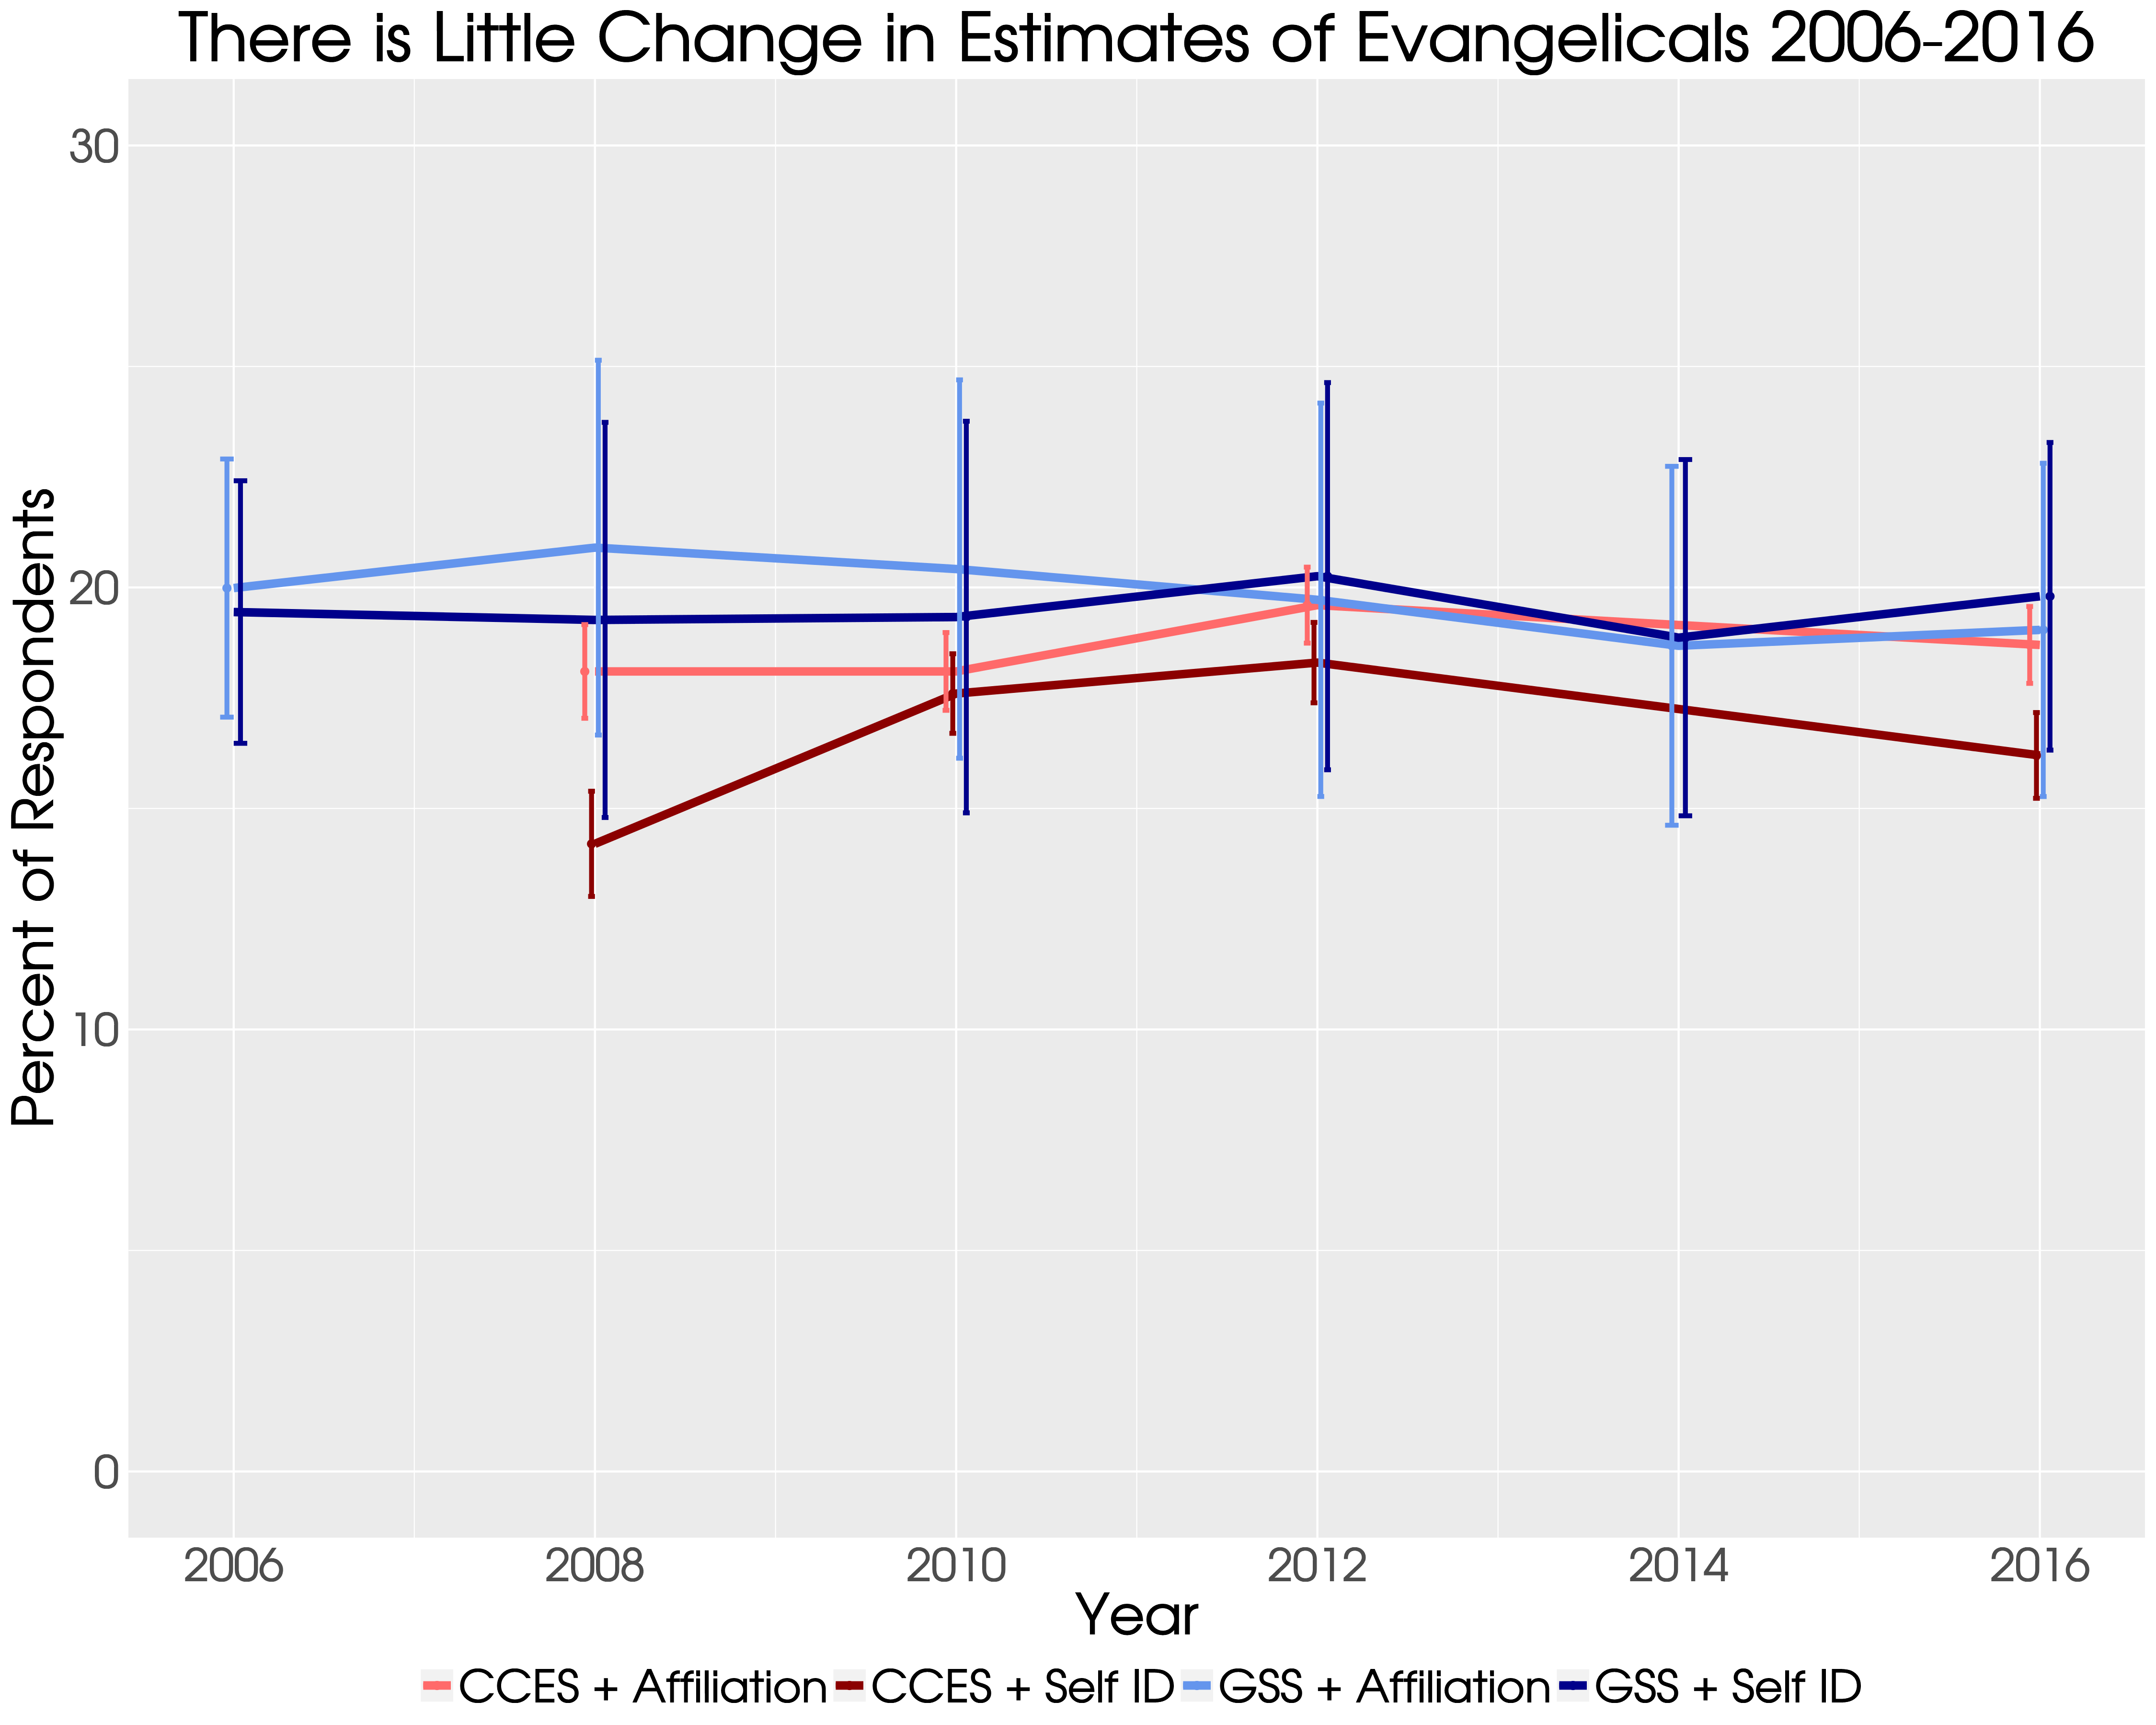 There is Little Change in Estimates of Evangelicals 2006-2016
30
20
10
0
Percent of Respondents
2006 2008 2010 2012 2014 2016
Year
CCES + Affiliation CCES + Self ID GSS + Affiliation GSS + Self ID